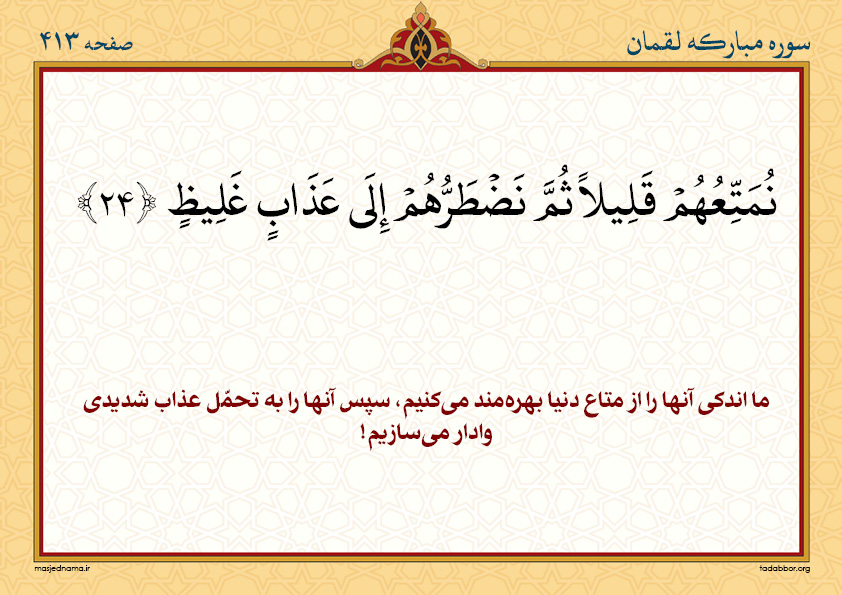 سوره مبارکه لقمان
صفحه ۴۱۳
نُمَتِّعُهُمْ قَلِيلاً ثُمَّ نَضْطَرُّهُمْ إِلَى عَذَابٍ غَلِيظٍ ﴿۲۴﴾
ما اندکی آنها را از متاع دنیا بهره‌مند می‌کنیم، سپس آنها را به تحمّل عذاب شدیدی
وادار می‌سازیم!
masjednama.ir
tadabbor.org